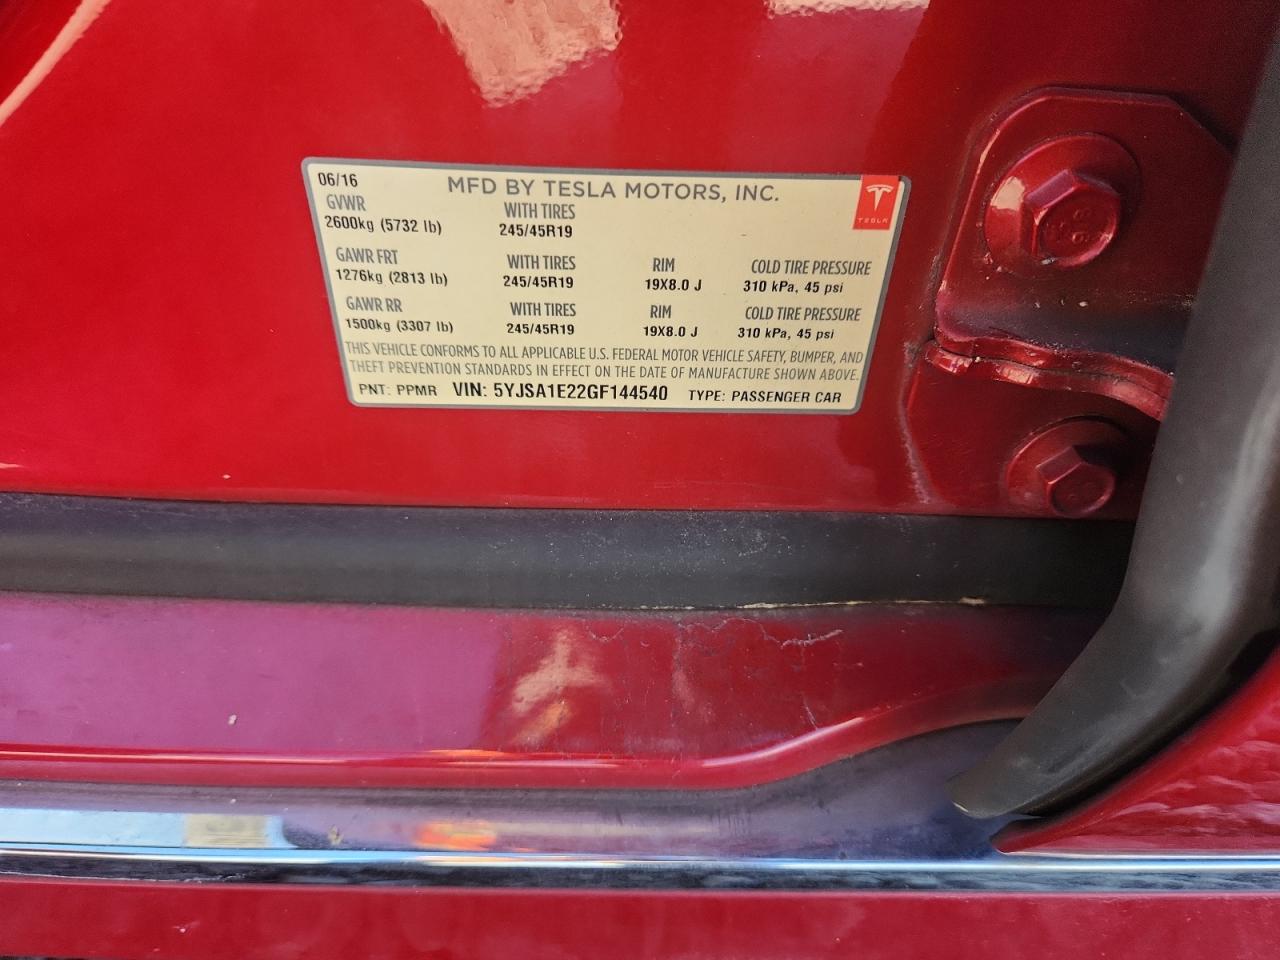 06/16 MFD BY TESLA MOTORS, INC.
TESLA
GVWR WITH TIRES
2600kg (5732 lb) 245/45R19
GAWR FRT WITH TIRES RIM COLD TIRE PRESSURE
1276kg (2813 lb) 245/45R19 19X8.0 J 310 kPa, 45 psi
GAWR RR WITH TIRES RIM COLD TIRE PRESSURE
1500kg (3307 lb) 245/45R19 19X8.0 J 310 kPa, 45 psi
THIS VEHICLE CONFORMS TO ALL APPLICABLE U.S. FEDERAL MOTOR VEHICLE SAFETY, BUMPER, AND
THEFT PREVENTION STANDARDS IN EFFECT ON THE DATE OF MANUFACTURE SHOWN ABOVE.
PNT: PPMR VIN: 5YJSA1E22GF144540 TYPE: PASSENGER CAR